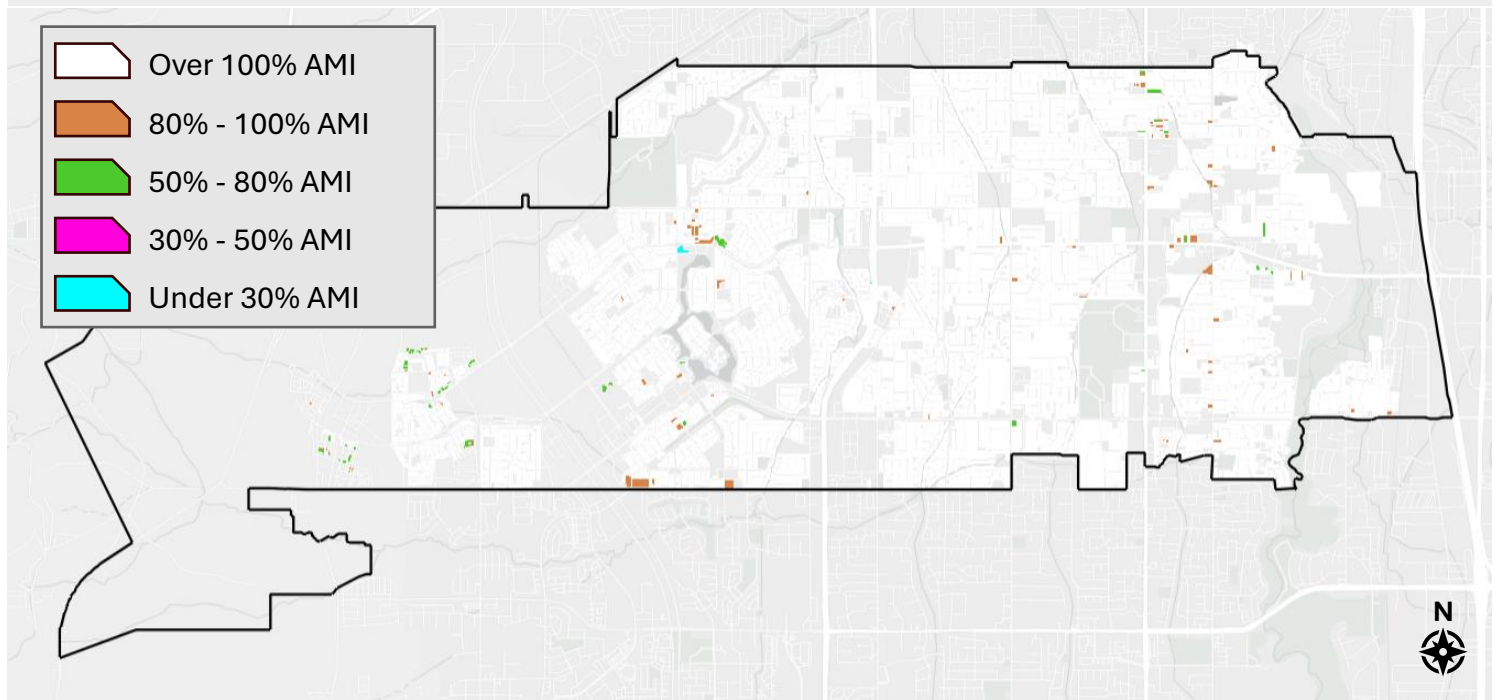 Over 100% AMI
80% - 100% AMI
50% - 80% AMI
30% - 50% AMI
Under 30% AMI
N